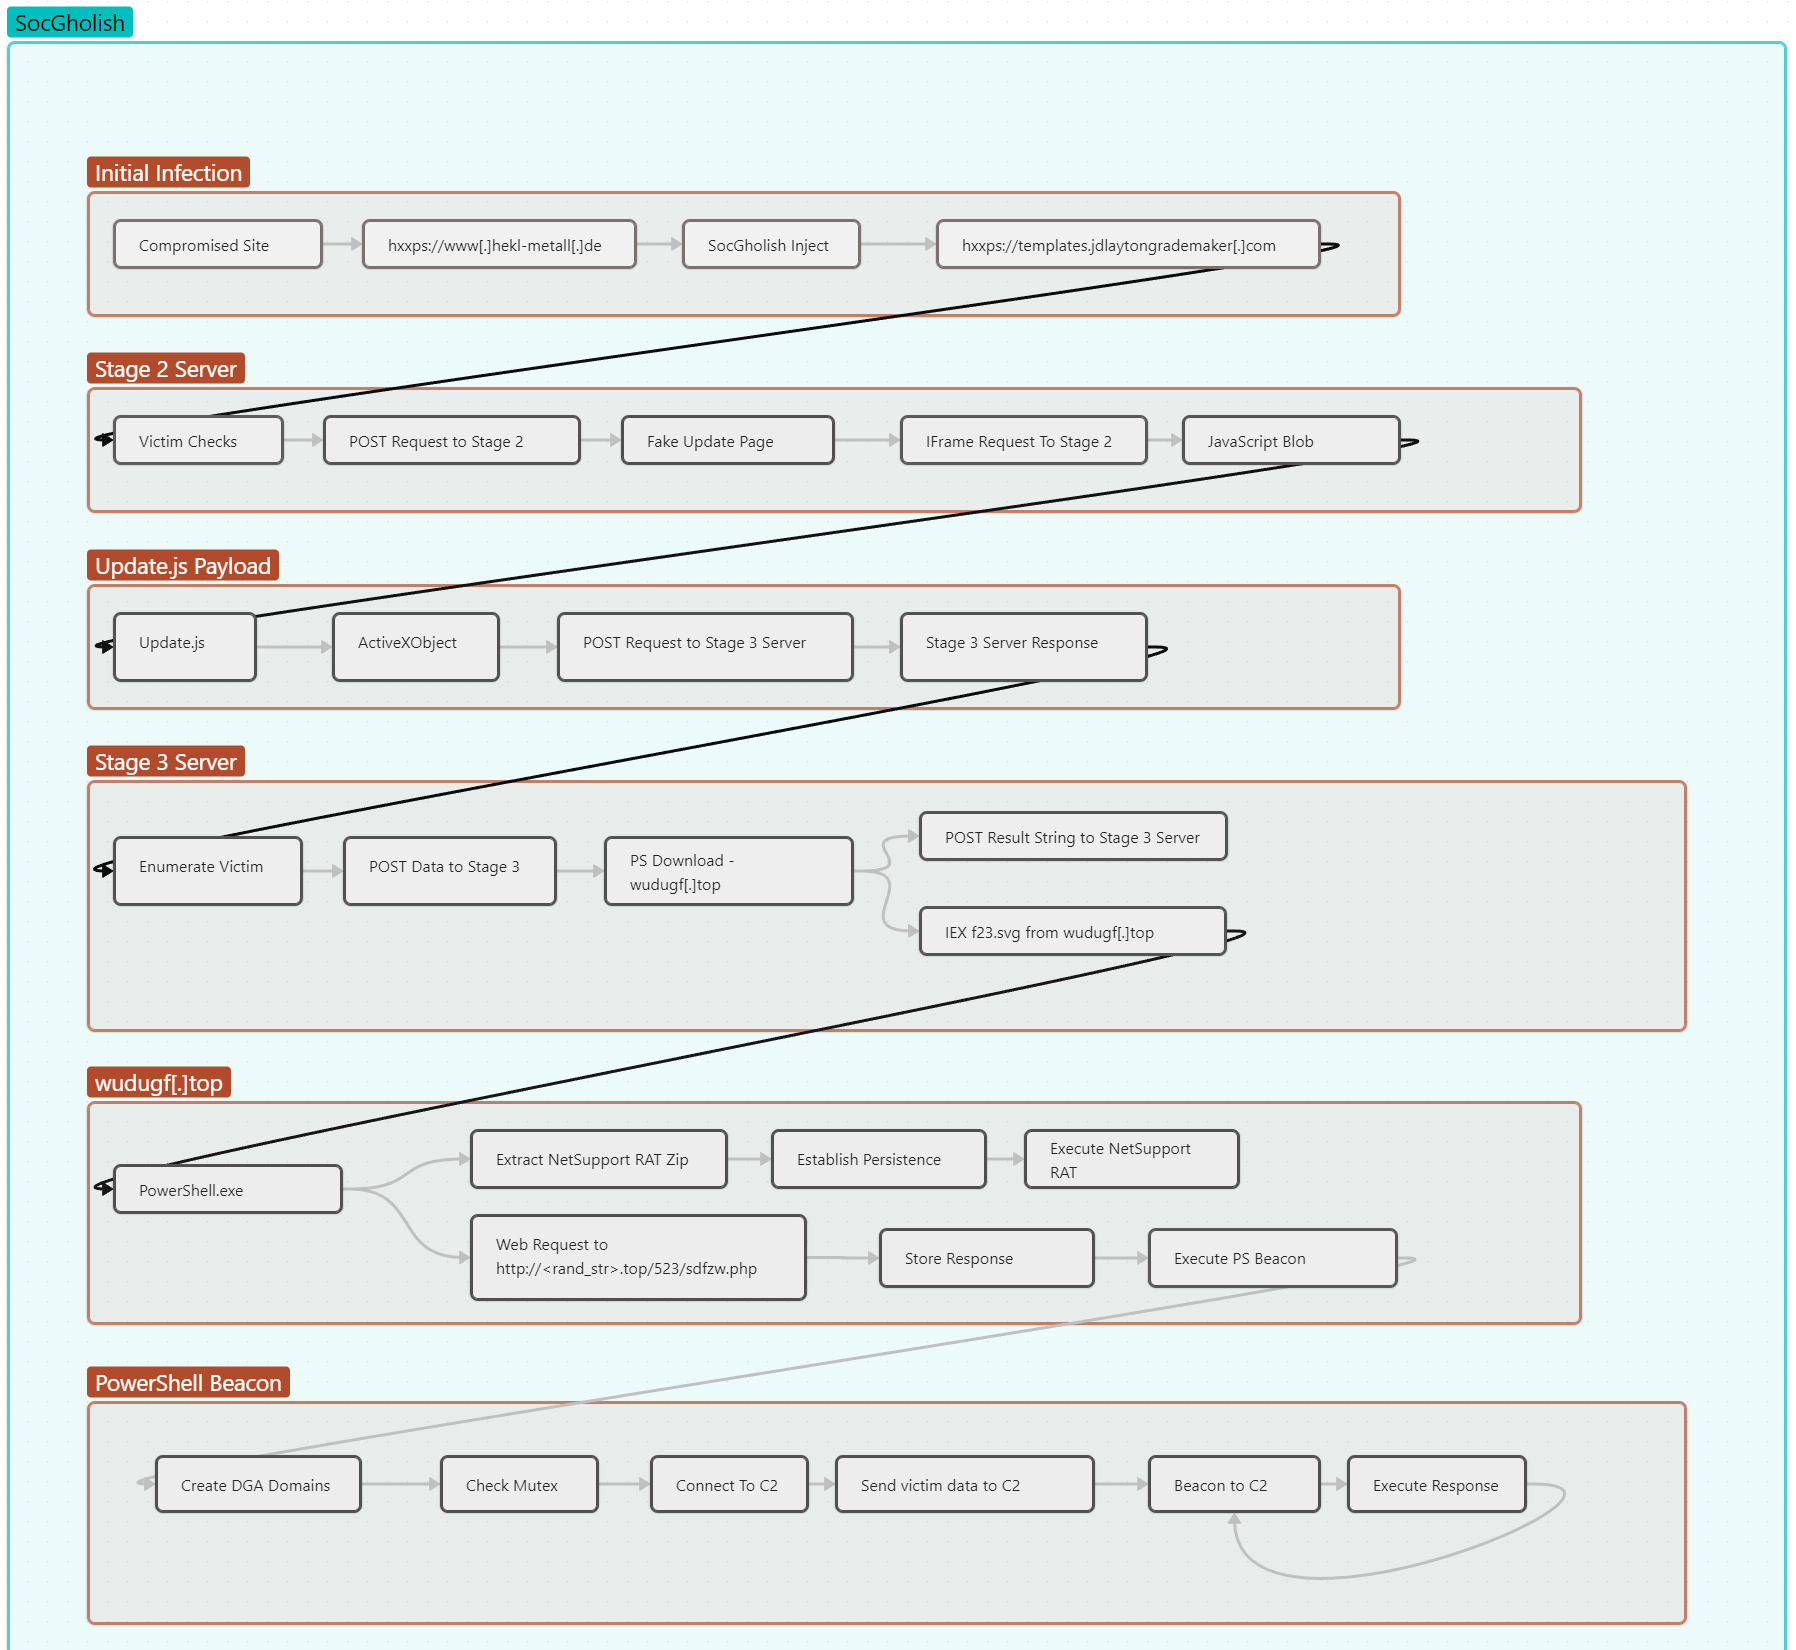 SocGholish
Initial Infection
Compromised Site
hxxps://www[.]hekl-metall[.]de
SocGholish Inject
hxxps://templates.jdlaytongrademaker[.]com
Stage 2 Server
Victim Checks
POST Request to Stage 2
Fake Update Page
IFrame Request To Stage 2
JavaScript Blob
Update.js Payload
Update.js
ActiveXObject
POST Request to Stage 3 Server
Stage 3 Server Response
Stage 3 Server
Enumerate Victim
POST Data to Stage 3
PS Download -
wudugf[.]top
POST Result String to Stage 3 Server
IEX f23.svg from wudugf[.]top
wudugf[.]top
PowerShell.exe
Extract NetSupport RAT Zip
Establish Persistence
Execute NetSupport
RAT
Web Request to
http://<rand_str>.top/523/sdfzw.php
Store Response
Execute PS Beacon
PowerShell Beacon
Create DGA Domains
Check Mutex
Connect To C2
Send victim data to C2
Beacon to C2
Execute Response